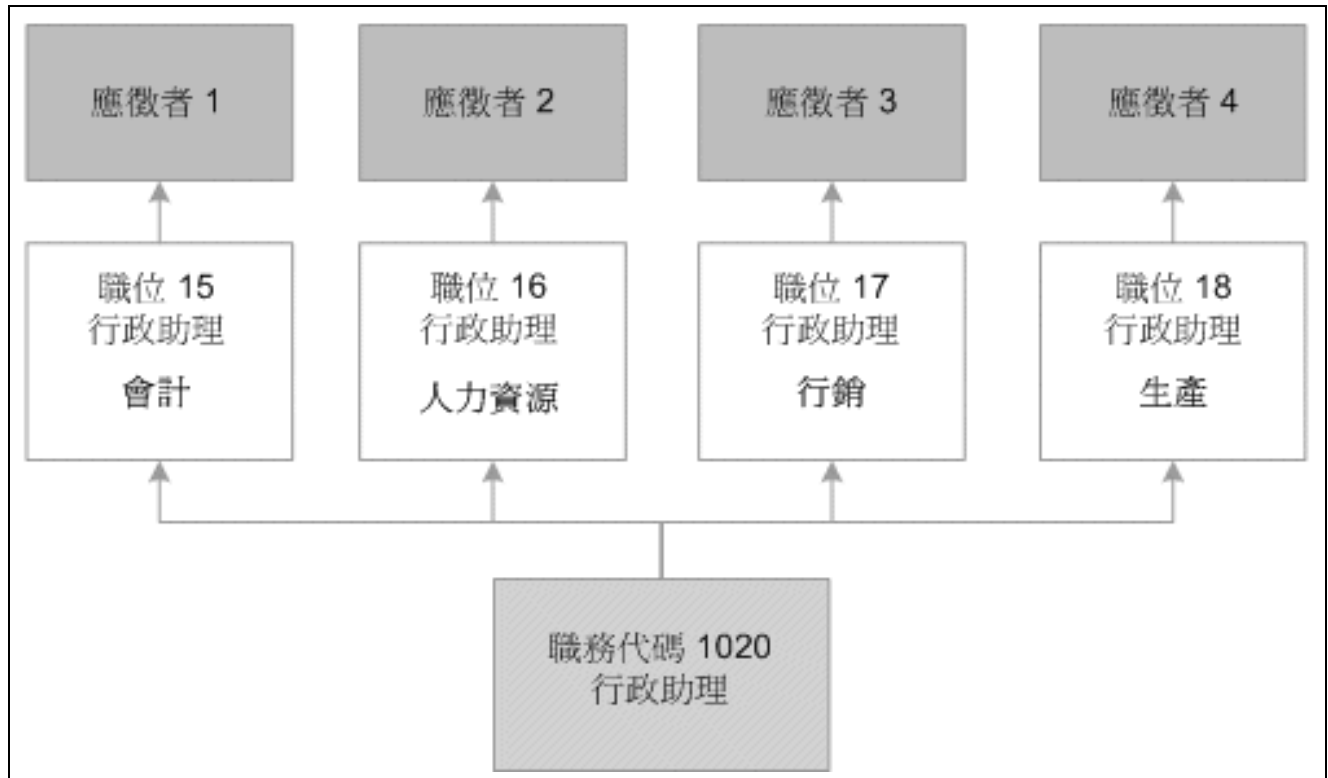 應徵者 1
應徵者 2
應徵者 3
應徵者 4
職位 15
行政助理
會計
職位 16
行政助理
人力資源
職位 17
行政助理
行銷
職位 18
行政助理
生產
職務代碼 1020
行政助理